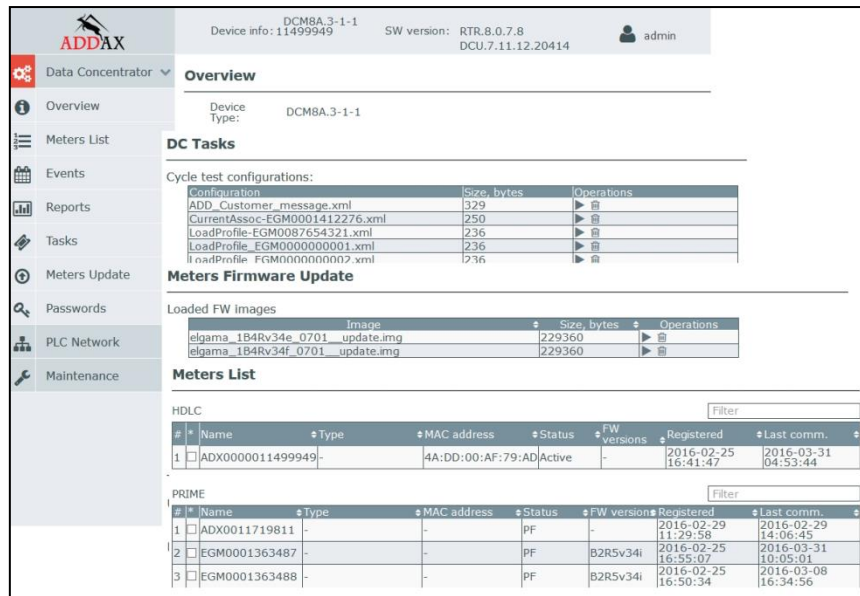 ADDAX
Device info: DCM8A.3-1-1
11499949
SW version: RTR.8.0.7.8
DCU.7.11.12.20414
admin
Data Concentrator
Overview
Meters List
Events
Reports
Tasks
Meters Update
Passwords
PLC Network
Maintenance
Overview
Device Type: DCM8A.3-1-1
DC Tasks
Cycle test configurations:
Configuration Size, bytes Operations
ADD_Customer_message.xml 329
CurrentAssoc-EGM0001412276.xml 250
LoadProfile-EGM0087654321.xml 236
LoadProfile_EGM0000000001.xml 236
LoadProfile_EGM0000000002.xml 236
Meters Firmware Update
Loaded FW images
Image Size, bytes Operations
elgama_1B4Rv34e_0701__update.img 229360
elgama_1B4Rv34f_0701__update.img 229360
Meters List
HDLC Filter
# * Name Type MAC address Status FW versions Registered Last comm.
1 ADX0000011499949 - 4A:DD:00:AF:79:AD Active - 2016-02-25 16:41:47 2016-03-31 04:53:44
PRIME Filter
# * Name Type MAC address Status FW versions Registered Last comm.
1 ADX0011719811 - - PF - 2016-02-29 11:29:58 2016-02-29 14:06:45
2 EGM0001363487 - - PF B2R5v34i 2016-02-25 16:55:07 2016-03-31 10:05:01
3 EGM0001363488 - - PF B2R5v34i 2016-02-25 16:50:34 2016-03-08 16:34:56